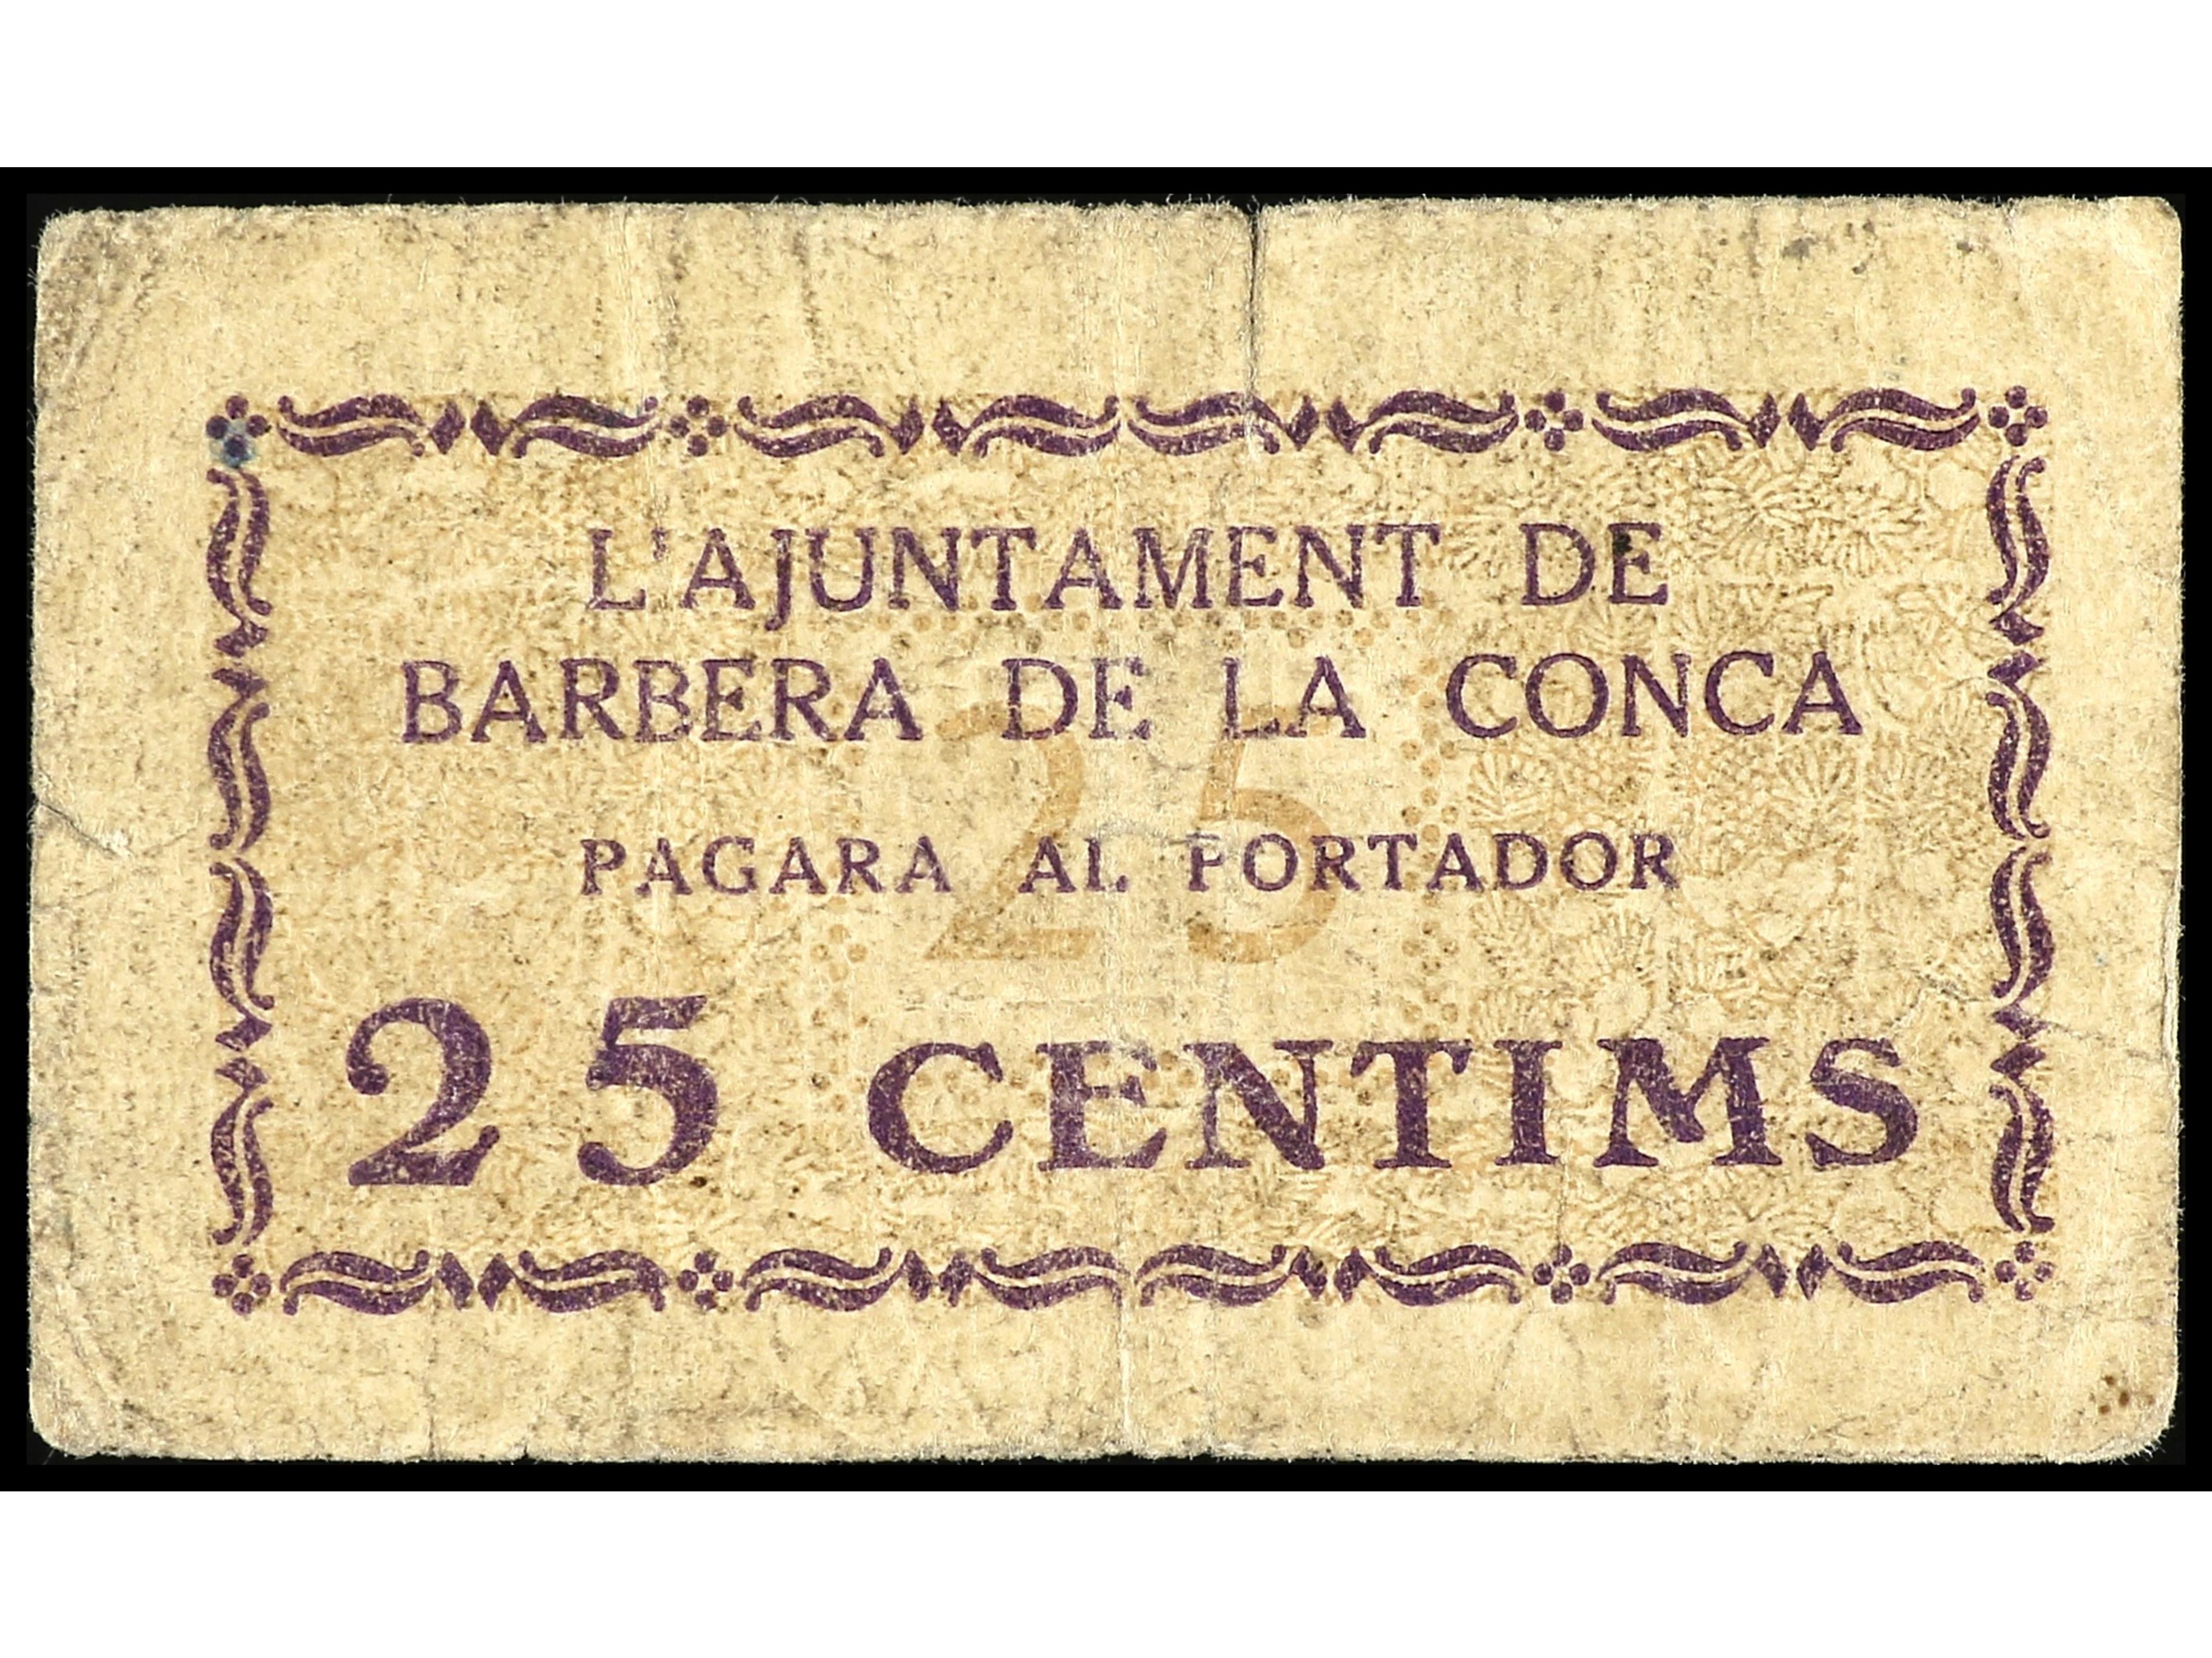 L'AJUNTAMENT DE
BARBERA DE LA CONCA
25
PAGARA AL PORTADOR
25 CENTIMS